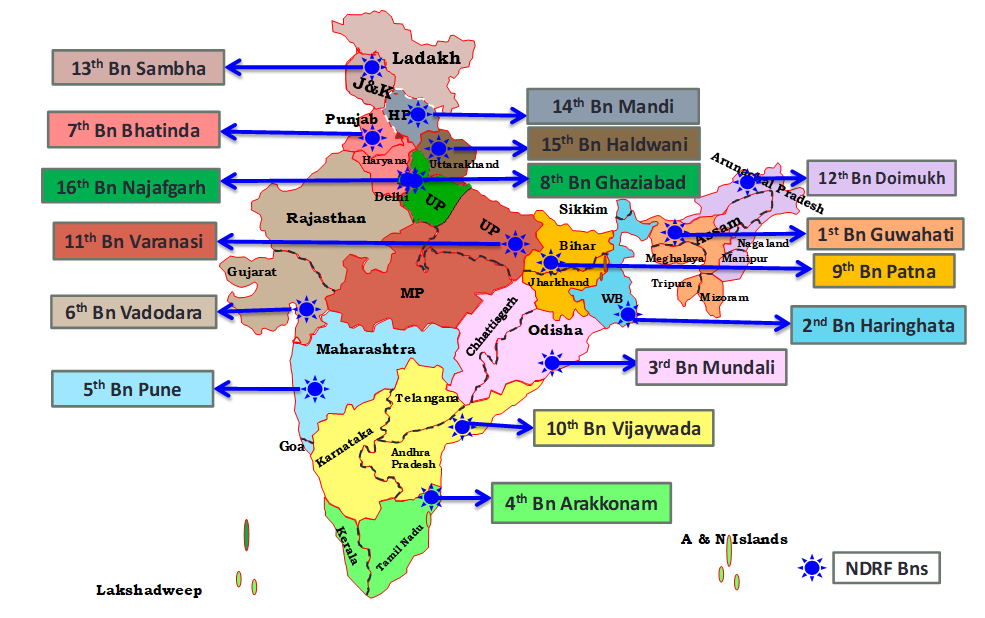 Ladakh
13th Bn Sambha
J&K
14th Bn Mandi
HP
Punjab
7th Bn Bhatinda
15th Bn Haldwani
Haryana
Uttarakhand
Arunachal Pradesh
16th Bn Najafgarh
8th Bn Ghaziabad
12th Bn Doimukh
Delhi
UP
Rajasthan
Sikkim
UP
Assam
1st Bn Guwahati
11th Bn Varanasi
Bihar
Nagaland
Meghalaya
Manipur
Gujarat
9th Bn Patna
Jharkhand
Tripura
MP
Mizoram
WB
6th Bn Vadodara
Chhattisgarh
2nd Bn Haringhata
Odisha
Maharashtra
3rd Bn Mundali
5th Bn Pune
Telangana
10th Bn Vijaywada
Goa
Karnataka
Andhra
Pradesh
4th Bn Arakkonam
Kerala
Tamil Nadu
A & N Islands
NDRF Bns
Lakshadweep